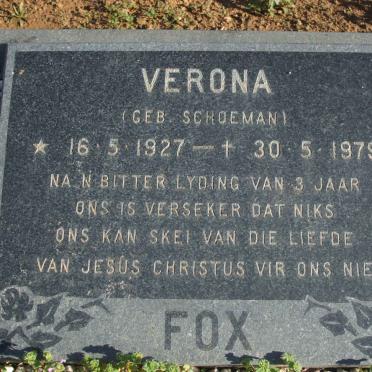 VERONA
(GEB. SCHOEMAN)
* 16·5·1927 — † 30·5·1979
NA 'N BITTER LYDING VAN 3 JAAR
ONS IS VERSEKER DAT NIKS
ONS KAN SKEI VAN DIE LIEFDE
VAN JESUS CHRISTUS VIR ONS NIE
FOX